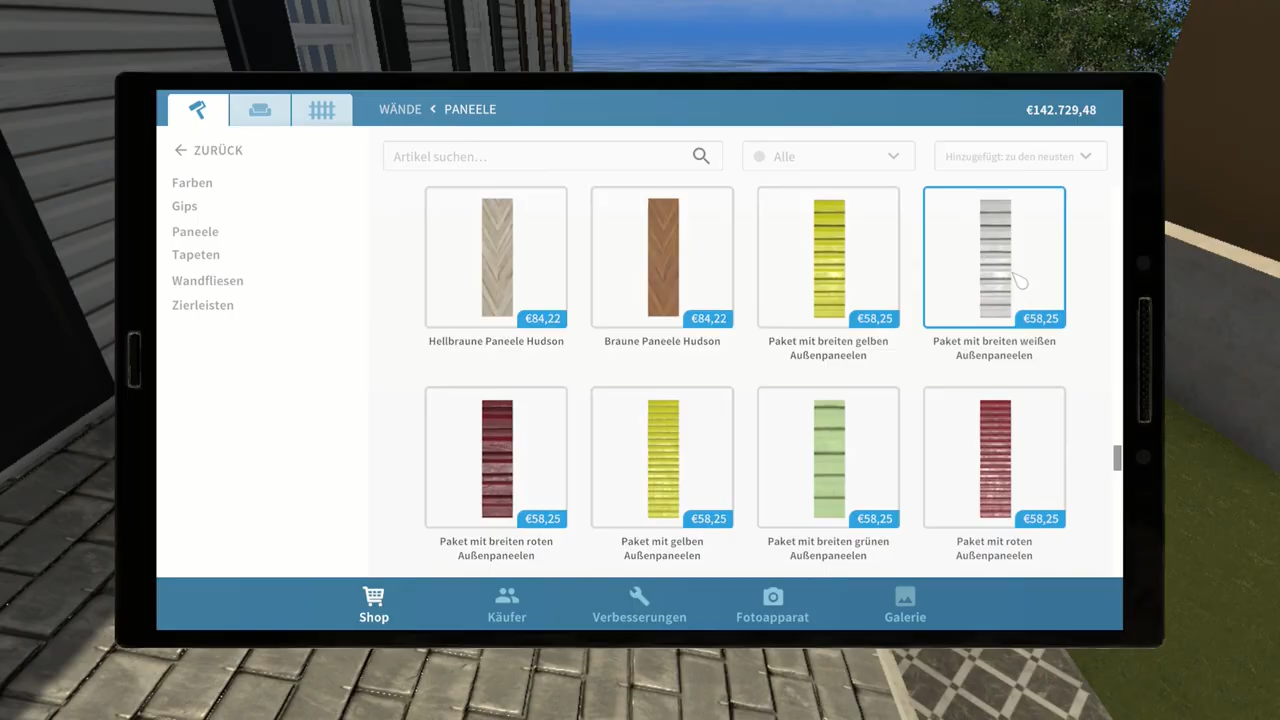 WÄNDE < PANEELE
€142.729,48
ZURÜCK
Farben
Gips
Paneele
Tapeten
Wandfliesen
Zierleisten
Artikel suchen...
Alle
Hinzugefügt: zu den neusten
€84,22
€84,22
€58,25
€58,25
Hellbraune Paneele Hudson
Braune Paneele Hudson
Paket mit breiten gelben
Außenpaneelen
Paket mit breiten weißen
Außenpaneelen
€58,25
€58,25
€58,25
€58,25
Paket mit breiten roten
Außenpaneelen
Paket mit gelben
Außenpaneelen
Paket mit breiten grünen
Außenpaneelen
Paket mit roten
Außenpaneelen
Shop
Käufer
Verbesserungen
Fotoapparat
Galerie